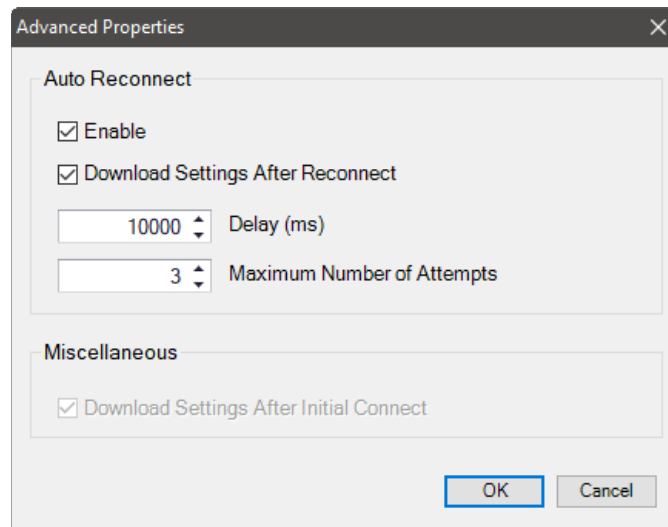 Advanced Properties
Auto Reconnect
Enable
Download Settings After Reconnect
10000 Delay (ms)
3 Maximum Number of Attempts
Miscellaneous
Download Settings After Initial Connect
OK Cancel